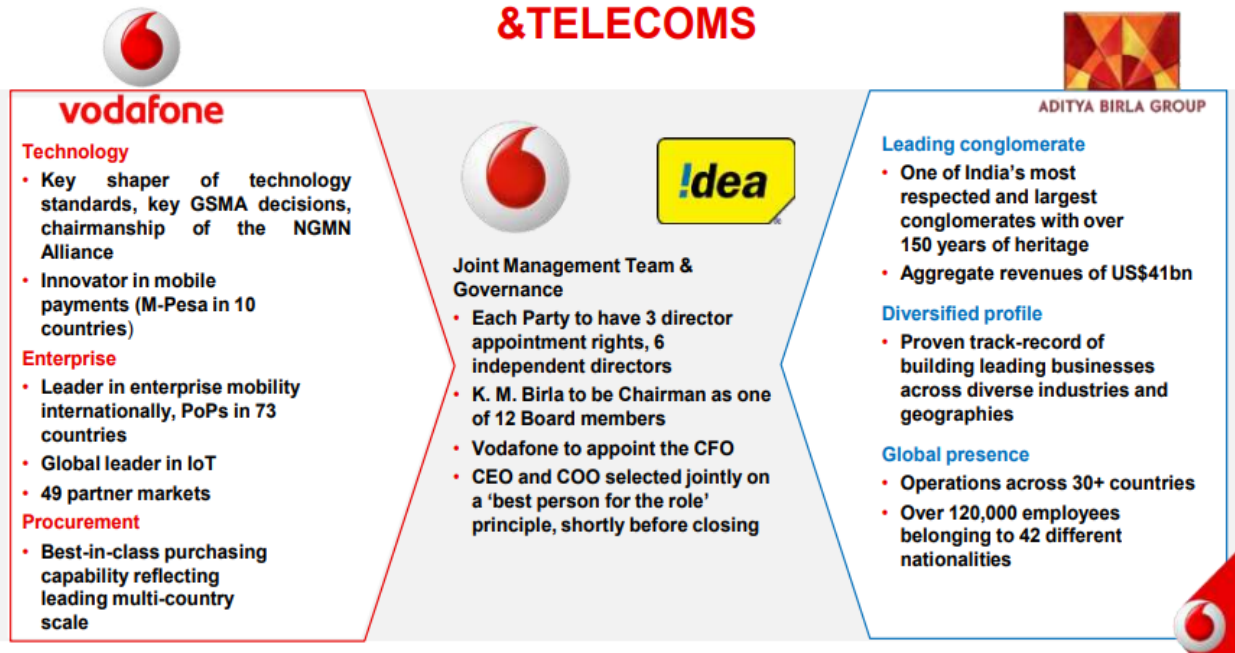 &TELECOMS
vodafone
Technology
• Key shaper of technology
standards, key GSMA decisions,
chairmanship of the NGMN
Alliance
• Innovator in mobile
payments (M-Pesa in 10
countries)
Enterprise
• Leader in enterprise mobility
internationally, PoPs in 73
countries
• Global leader in IoT
• 49 partner markets
Procurement
• Best-in-class purchasing
capability reflecting
leading multi-country
scale
!dea
Joint Management Team &
Governance
• Each Party to have 3 director
appointment rights, 6
independent directors
• K. M. Birla to be Chairman as one
of 12 Board members
• Vodafone to appoint the CFO
• CEO and COO selected jointly on
a ‘best person for the role’
principle, shortly before closing
ADITYA BIRLA GROUP
Leading conglomerate
• One of India’s most
respected and largest
conglomerates with over
150 years of heritage
• Aggregate revenues of US$41bn
Diversified profile
• Proven track-record of
building leading businesses
across diverse industries and
geographies
Global presence
• Operations across 30+ countries
• Over 120,000 employees
belonging to 42 different
nationalities